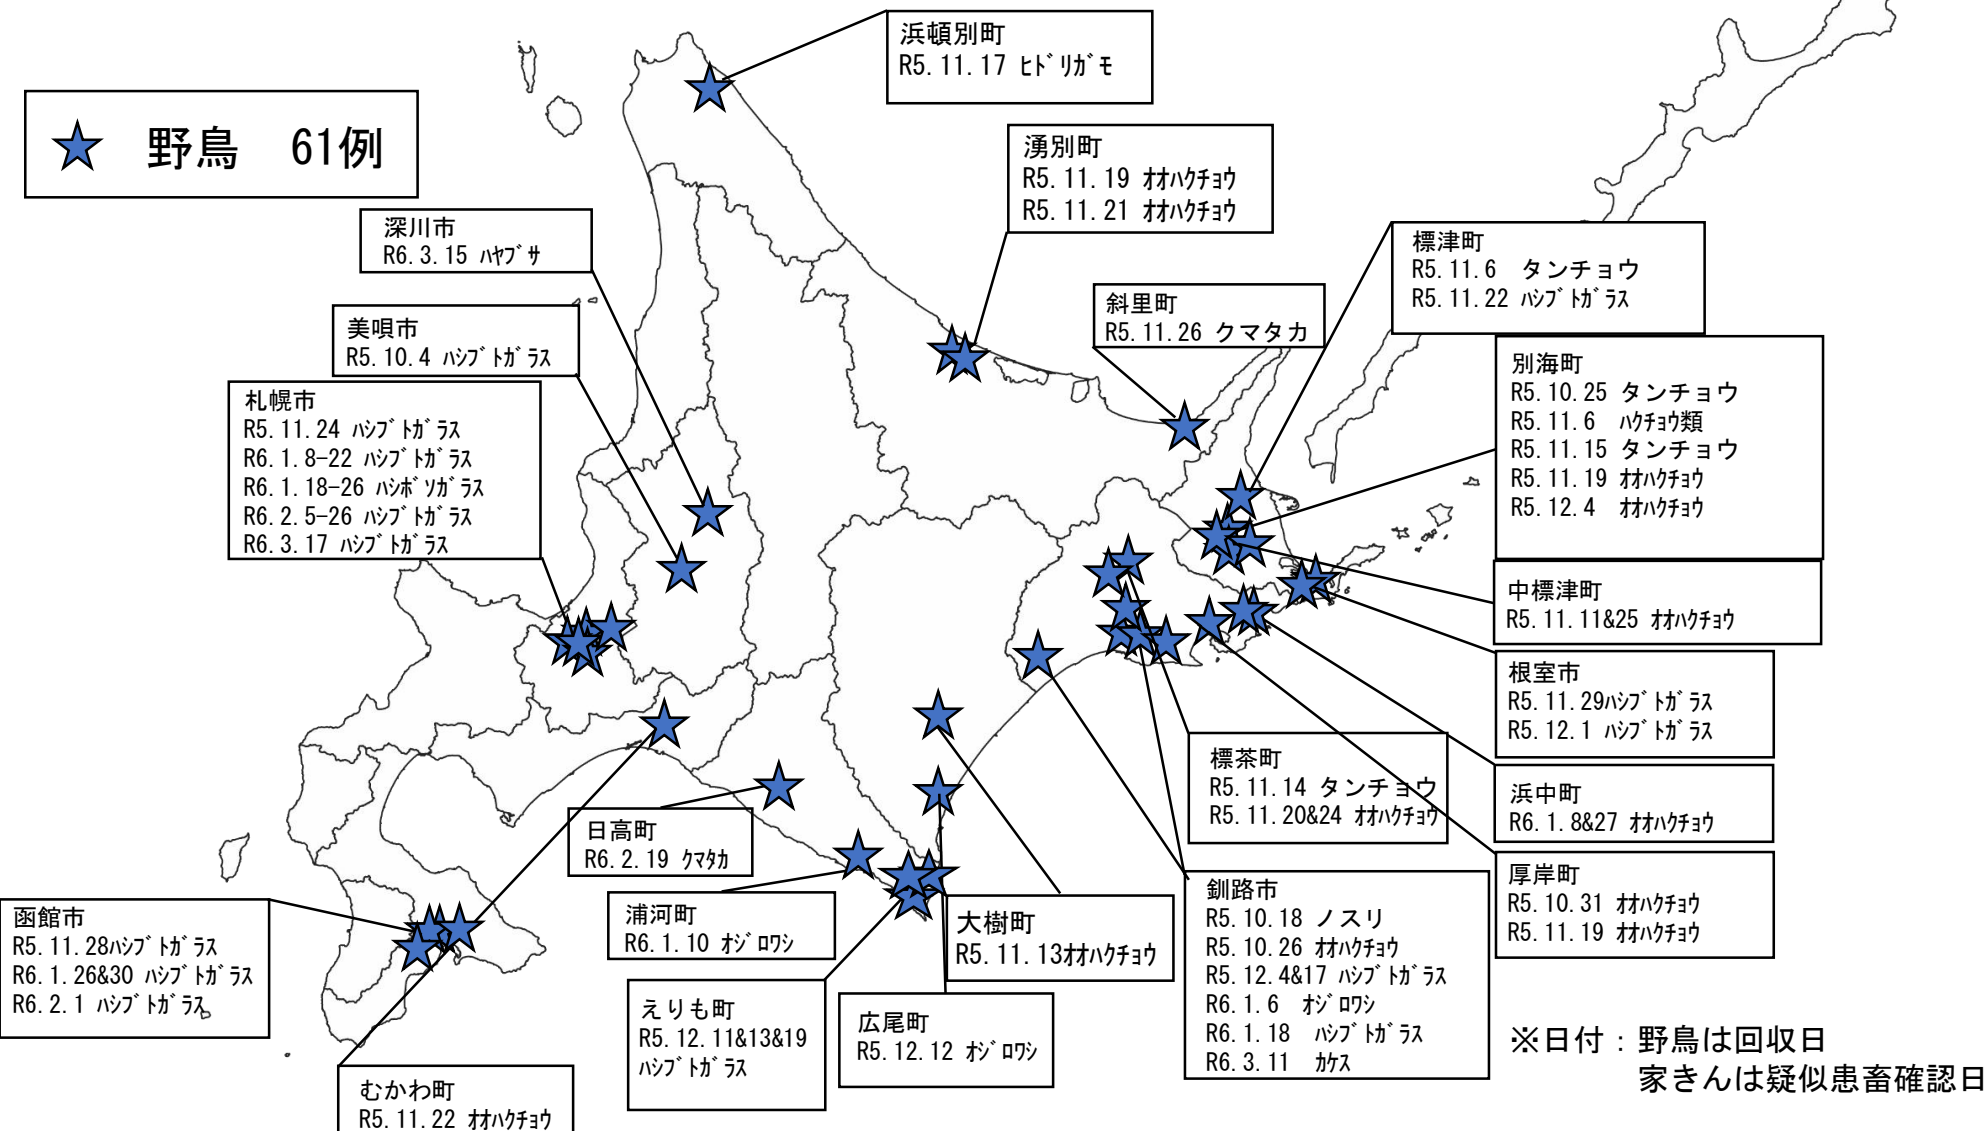 ★ 野鳥 61例
浜頓別町
R5.11.17 ﾋﾄﾞﾘｶﾞﾓ
湧別町
R5.11.19 ｵｵﾊｸﾁｮｳ
R5.11.21 ｵｵﾊｸﾁｮｳ
深川市
R6.3.15 ﾊﾔﾌﾞｻ
標津町
R5.11.6 タンチョウ
R5.11.22 ﾊｼﾌﾞﾄｶﾞﾗｽ
斜里町
R5.11.26 クマタカ
美唄市
R5.10.4 ﾊｼﾌﾞﾄｶﾞﾗｽ
別海町
R5.10.25 タンチョウ
R5.11.6 ﾊｸﾁｮｳ類
R5.11.15 タンチョウ
R5.11.19 ｵｵﾊｸﾁｮｳ
R5.12.4 ｵｵﾊｸﾁｮｳ
札幌市
R5.11.24 ﾊｼﾌﾞﾄｶﾞﾗｽ
R6.1.8-22 ﾊｼﾌﾞﾄｶﾞﾗｽ
R6.1.18-26 ﾊｼﾎﾞｿｶﾞﾗｽ
R6.2.5-26 ﾊｼﾌﾞﾄｶﾞﾗｽ
R6.3.17 ﾊｼﾌﾞﾄｶﾞﾗｽ
中標津町
R5.11.11&25 ｵｵﾊｸﾁｮｳ
根室市
R5.11.29ﾊｼﾌﾞﾄｶﾞﾗｽ
R5.12.1 ﾊｼﾌﾞﾄｶﾞﾗｽ
標茶町
R5.11.14 タンチョウ
R5.11.20&24 ｵｵﾊｸﾁｮｳ
浜中町
R6.1.8&27 ｵｵﾊｸﾁｮｳ
日高町
R6.2.19 ｸﾏﾀｶ
厚岸町
R5.10.31 ｵｵﾊｸﾁｮｳ
R5.11.19 ｵｵﾊｸﾁｮｳ
釧路市
R5.10.18 ノスリ
R5.10.26 ｵｵﾊｸﾁｮｳ
R5.12.4&17 ﾊｼﾌﾞﾄｶﾞﾗｽ
R6.1.6 ｵｼﾞﾛﾜｼ
R6.1.18 ﾊｼﾌﾞﾄｶﾞﾗｽ
R6.3.11 ｶｹｽ
浦河町
R6.1.10 ｵｼﾞﾛﾜｼ
大樹町
R5.11.13ｵｵﾊｸﾁｮｳ
函館市
R5.11.28ﾊｼﾌﾞﾄｶﾞﾗｽ
R6.1.26&30 ﾊｼﾌﾞﾄｶﾞﾗｽ
R6.2.1 ﾊｼﾌﾞﾄｶﾞﾗｽ
えりも町
R5.12.11&13&19
ﾊｼﾌﾞﾄｶﾞﾗｽ
広尾町
R5.12.12 ｵｼﾞﾛﾜｼ
むかわ町
R5.11.22 ｵｵﾊｸﾁｮｳ
※日付：野鳥は回収日
家きんは疑似患畜確認日